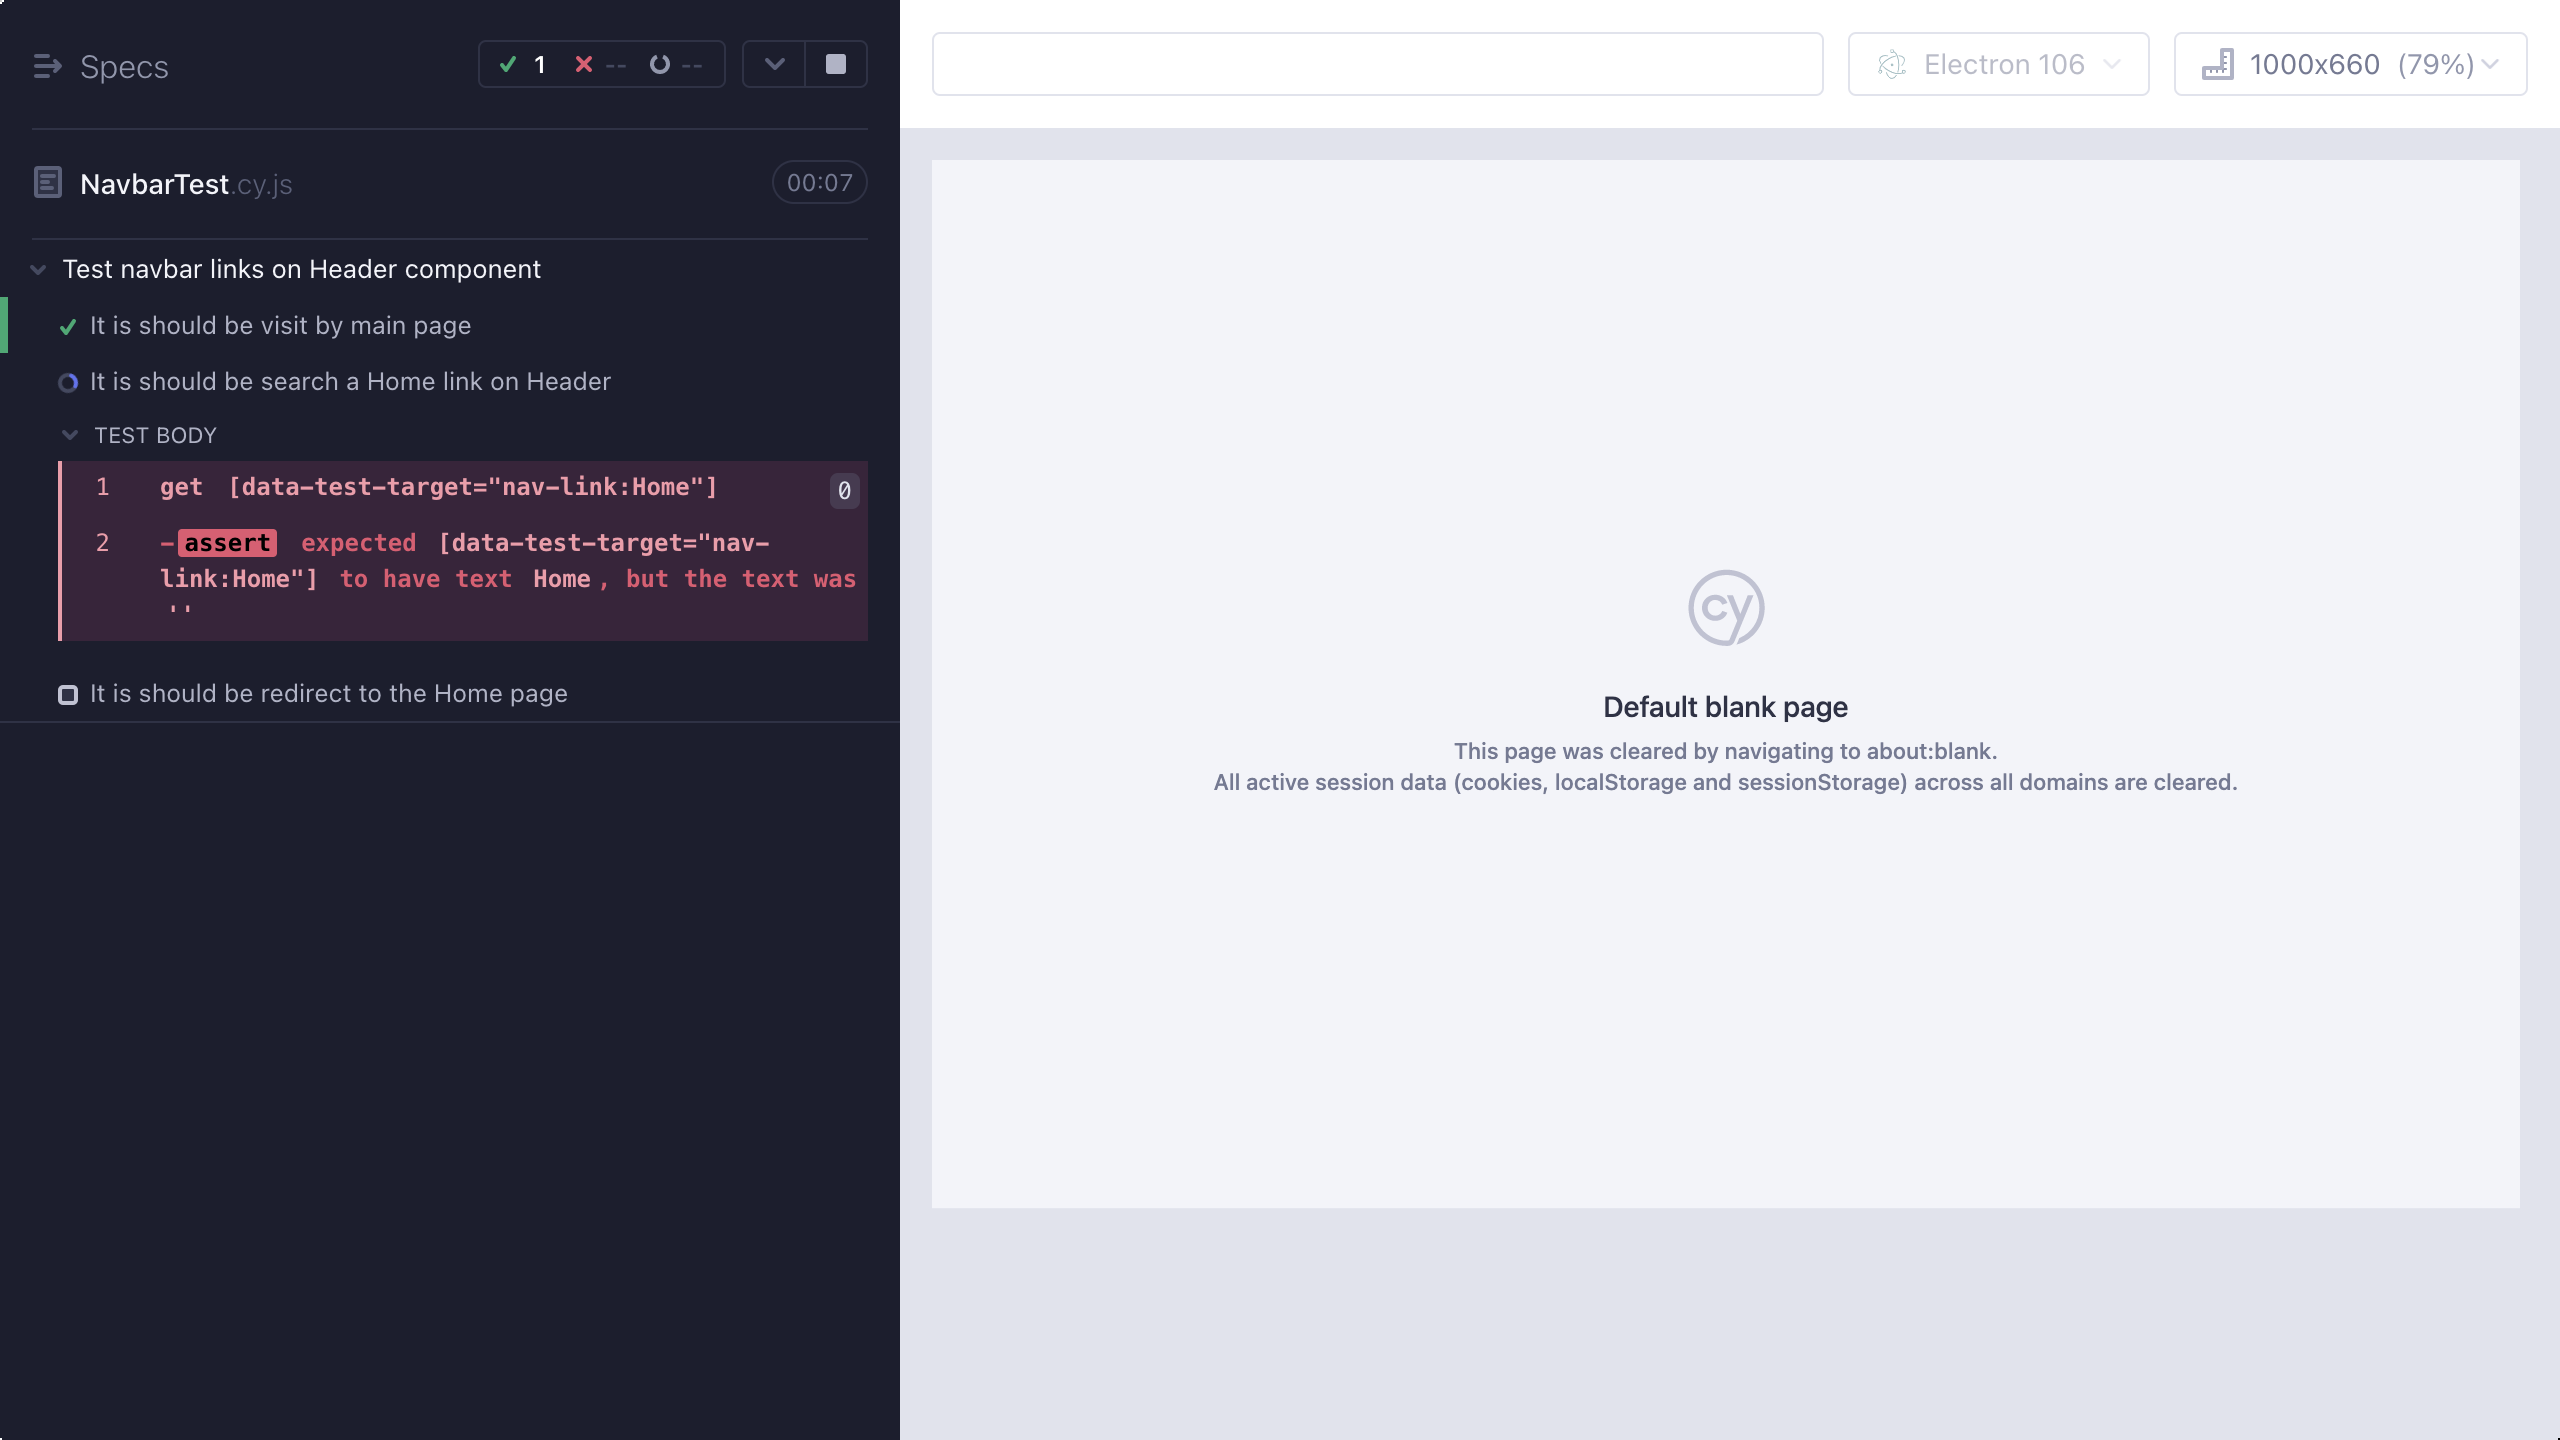 Specs
1 -- --
NavbarTest.cy.js
00:07
Test navbar links on Header component
It is should be visit by main page
It is should be search a Home link on Header
TEST BODY
1 get [data-test-target="nav-link:Home"] 0
2 -assert expected [data-test-target="nav-
link:Home"] to have text Home, but the text was
''
It is should be redirect to the Home page
Electron 106
1000x660 (79%)
cy
Default blank page
This page was cleared by navigating to about:blank.
All active session data (cookies, localStorage and sessionStorage) across all domains are cleared.